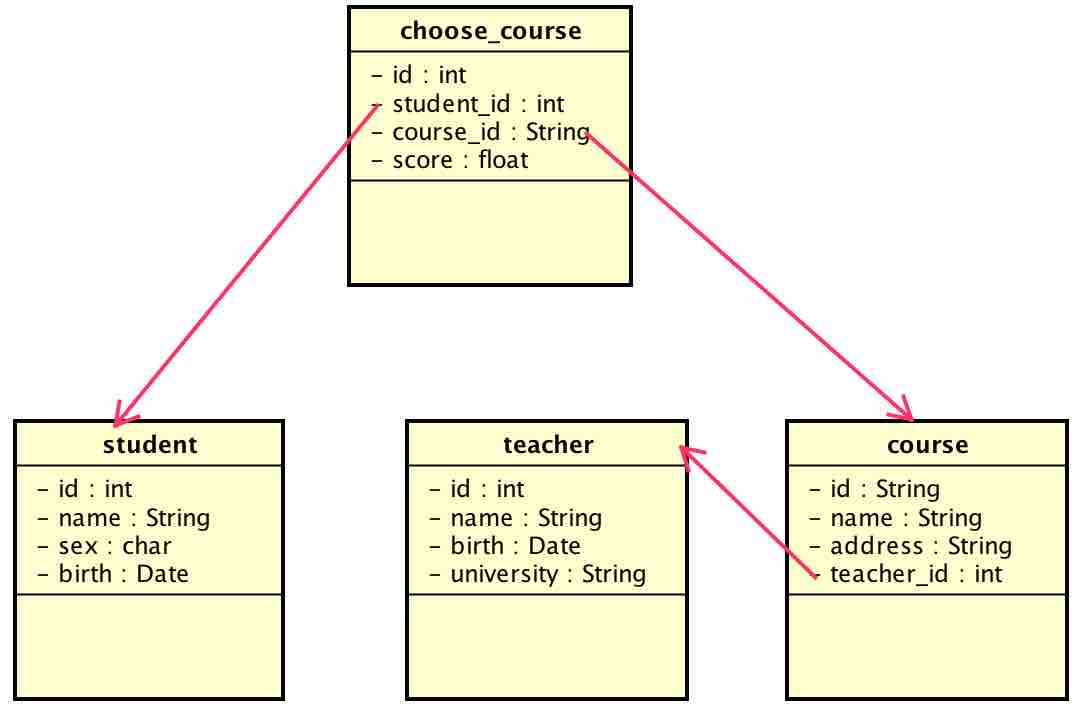 choose_course
- id : int
- student_id : int
- course_id : String
- score : float
student
- id : int
- name : String
- sex : char
- birth : Date
teacher
- id : int
- name : String
- birth : Date
- university : String
course
- id : String
- name : String
- address : String
- teacher_id : int